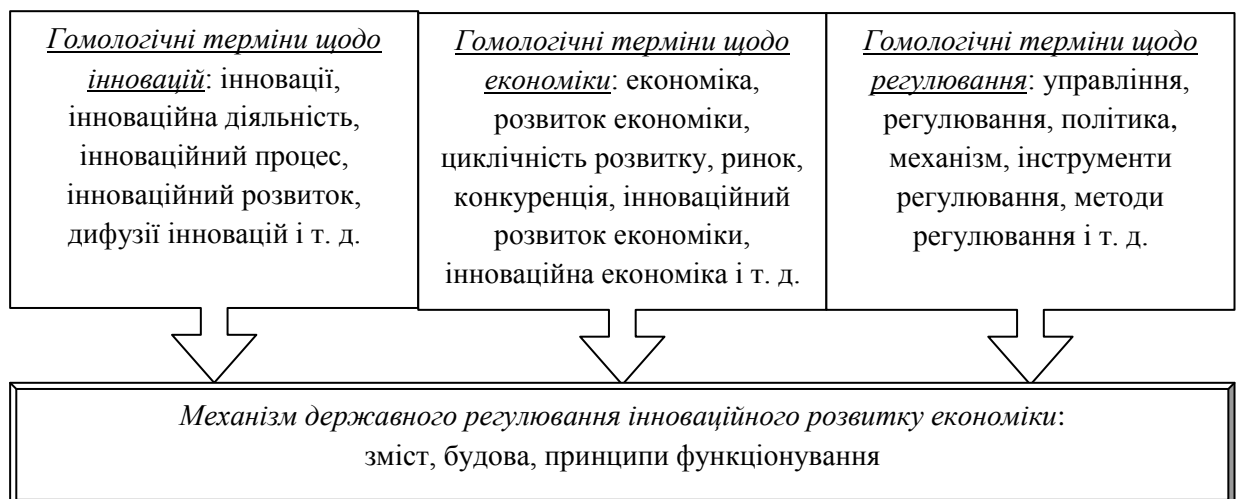 Гомологічні терміни щодо
інновацій: інновації,
інноваційна діяльність,
інноваційний процес,
інноваційний розвиток,
дифузії інновацій і т. д.
Гомологічні терміни щодо
економіки: економіка,
розвиток економіки,
циклічність розвитку, ринок,
конкуренція, інноваційний
розвиток економіки,
інноваційна економіка і т. д.
Гомологічні терміни щодо
регулювання: управління,
регулювання, політика,
механізм, інструменти
регулювання, методи
регулювання і т. д.
Механізм державного регулювання інноваційного розвитку економіки:
зміст, будова, принципи функціонування